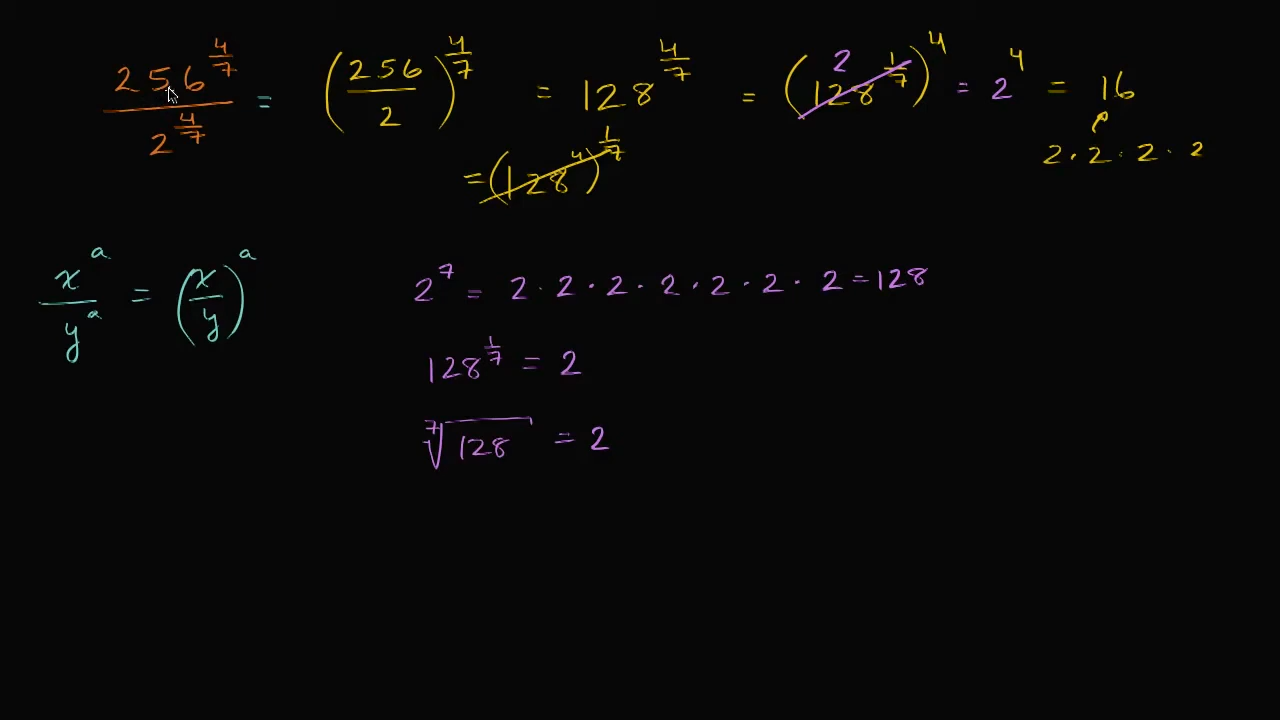 256^(4/7) / 2^(4/7) = (256/2)^(4/7) = 128^(4/7) = (128^(1/7))^4 = 2^4 = 16
2
= (128^4)^(1/7)
2 · 2 · 2 · 2
x^a / y^a = (x/y)^a
2^7 = 2 · 2 · 2 · 2 · 2 · 2 · 2 = 128
128^(1/7) = 2
⁷√128 = 2